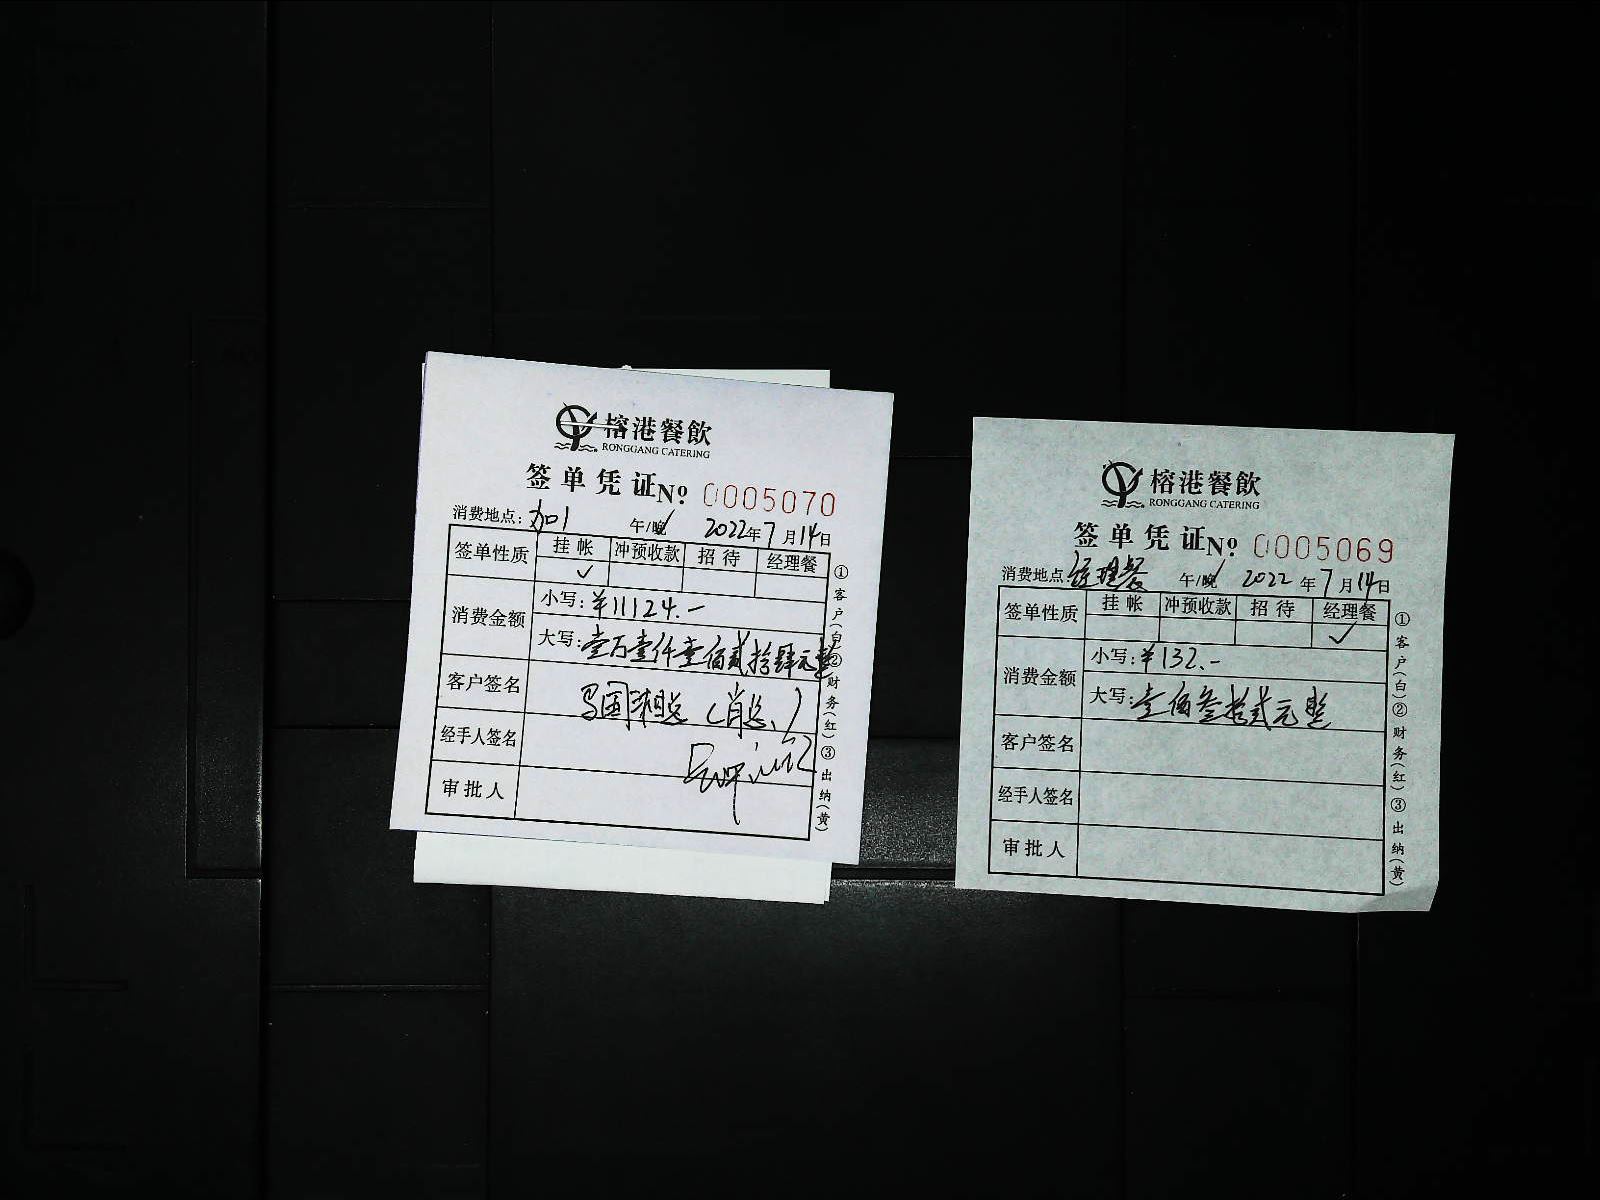 榕港餐飲
RONGGANG CATERING
签单凭证 № 0005070
消费地点：加1 午/晚 2022年7月14日
签单性质 挂帐 冲预收款 招待 经理餐
✓
消费金额 小写：¥11124.-
大写：壹万壹仟壹佰贰拾肆元整
客户签名 马国湘总（肖总）
经手人签名
审批人
①客户（白）②财务（红）③出纳（黄）
榕港餐飲
RONGGANG CATERING
签单凭证 № 0005069
消费地点 经理餐 午/晚 2022年7月14日
签单性质 挂帐 冲预收款 招待 经理餐
✓
消费金额 小写：¥132.-
大写：壹佰叁拾贰元整
客户签名
经手人签名
审批人
①客户（白）②财务（红）③出纳（黄）